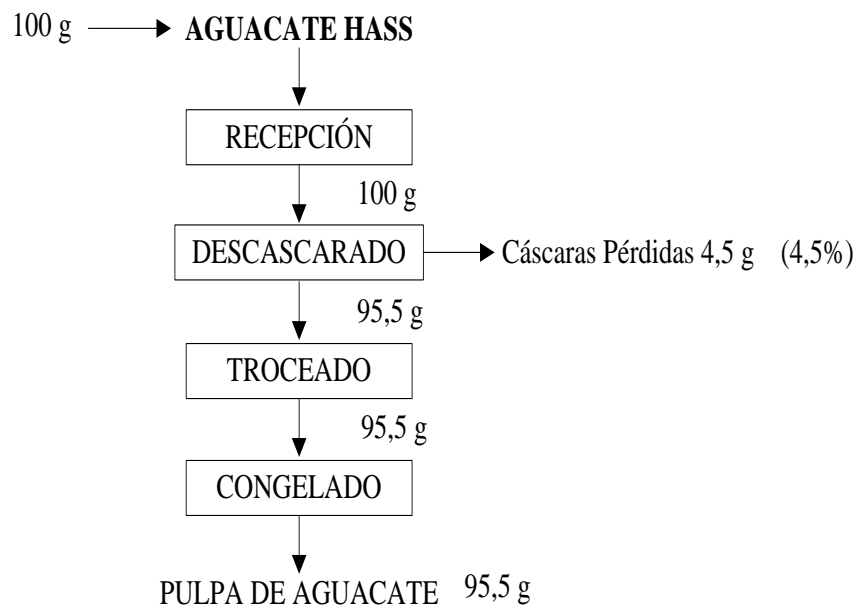 100 g AGUACATE HASS
RECEPCIÓN
100 g
DESCASCARADO Cáscaras Pérdidas 4,5 g (4,5%)
95,5 g
TROCEADO
95,5 g
CONGELADO
PULPA DE AGUACATE 95,5 g